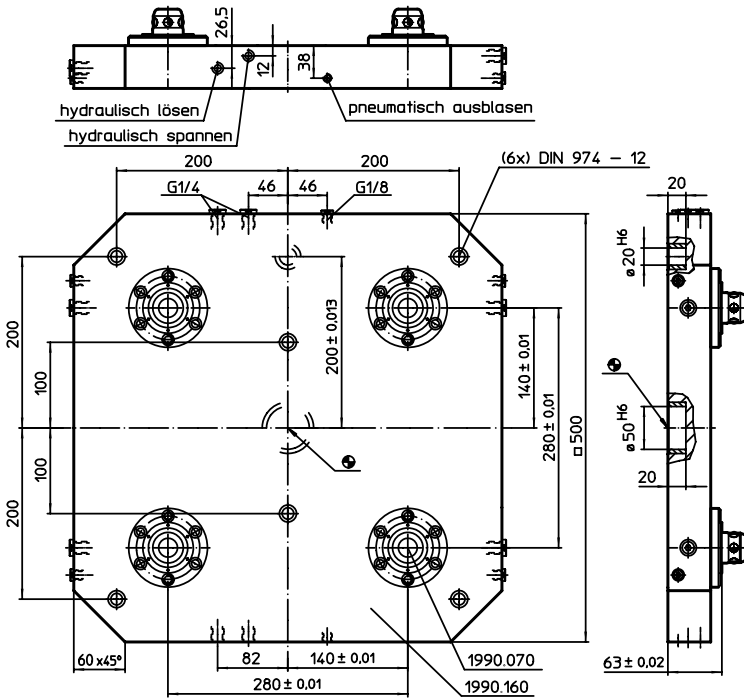 26,5
12
38
hydraulisch lösen
pneumatisch ausblasen
hydraulisch spannen
200
200
(6x) DIN 974 – 12
G1/4
46
46
G1/8
20
ø20 H6
200
200 ± 0,013
140 ± 0,01
100
280 ± 0,01
□ 500
ø50 H6
100
200
20
60 x45°
82
140 ± 0,01
1990.070
63 ± 0,02
280 ± 0,01
1990.160